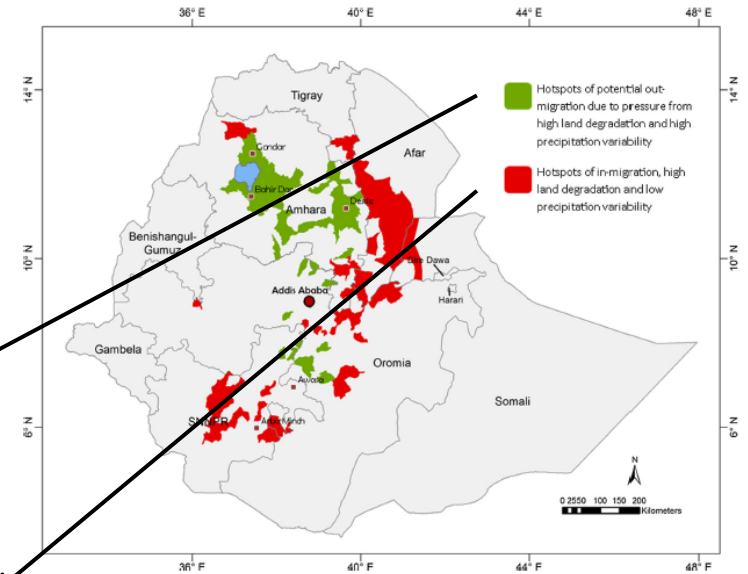 36° E
40° E
44° E
48° E
14° N
14° N
Hotspots of potential out-
migration due to pressure from
high land degradation and high
precipitation variability
Hotspots of in-migration, high
land degradation and low
precipitation variability
Tigray
Gondar
Afar
Bahir Dar
Amhara
Benishangul-
Gumuz
10° N
10° N
Dire Dawa
Harari
Addis Ababa
Gambela
Oromia
Awasa
Somali
SNNPR
Arba Minch
6° N
6° N
N
0 25 50 100 150 200
Kilometers
36° E
40° E
44° E
48° E